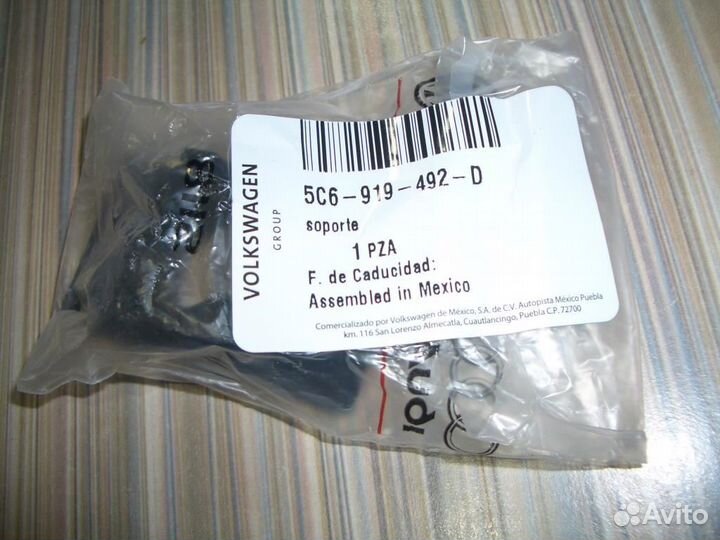 VOLKSWAGEN
GROUP
5C6-919-492-D
soporte
1 PZA
F. de Caducidad:
Assembled in Mexico
Comercializado por Volkswagen de México, S.A. de C.V. Autopista México Puebla
km. 116 San Lorenzo Almecatla, Cuautlancingo, Puebla C.P. 72700
Audi
Avito